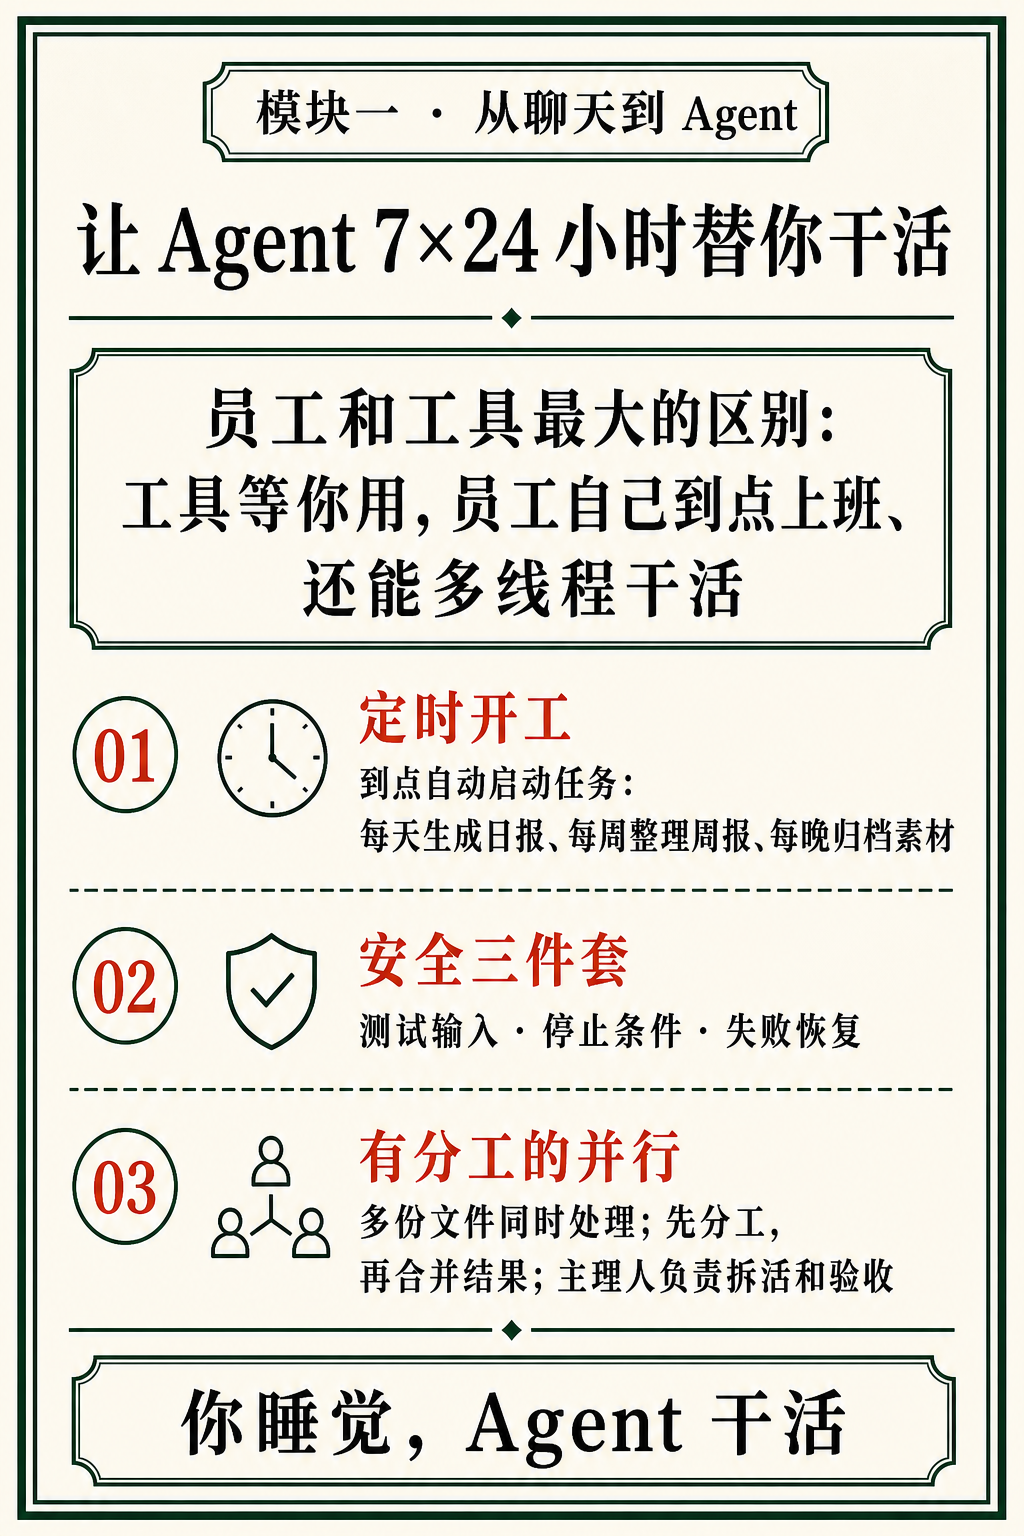 模块一 · 从聊天到 Agent
让 Agent 7×24 小时替你干活
员工和工具最大的区别：
工具等你用，员工自己到点上班、
还能多线程干活
01
定时开工
到点自动启动任务：
每天生成日报、每周整理周报、每晚归档素材
02
安全三件套
测试输入 · 停止条件 · 失败恢复
03
有分工的并行
多份文件同时处理；先分工，
再合并结果；主理人负责拆活和验收
你睡觉，Agent 干活